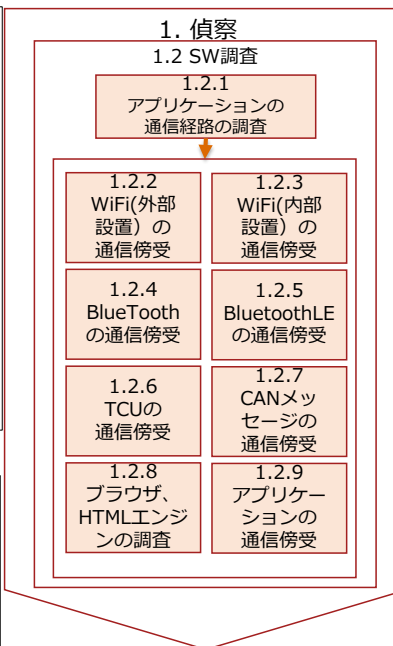 1. 偵察
1.2 SW調査
1.2.1
アプリケーションの
通信経路の調査
1.2.2
WiFi(外部
設置）の
通信傍受
1.2.3
WiFi(内部
設置）の
通信傍受
1.2.4
BlueTooth
の通信傍受
1.2.5
BluetoothLE
の通信傍受
1.2.6
TCUの
通信傍受
1.2.7
CANメッ
セージの
通信傍受
1.2.8
ブラウザ、
HTMLエンジ
ンの調査
1.2.9
アプリケー
ションの
通信傍受